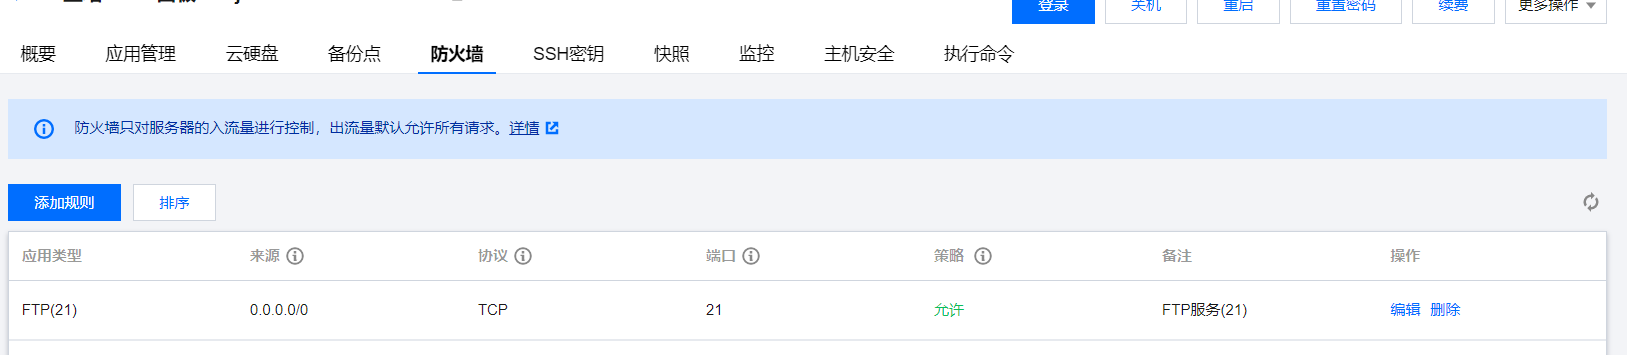 登录 关机 重启 重置密码 续费 更多操作
概要 应用管理 云硬盘 备份点 防火墙 SSH密钥 快照 监控 主机安全 执行命令
防火墙只对服务器的入流量进行控制，出流量默认允许所有请求。详情
添加规则 排序
应用类型 来源 协议 端口 策略 备注 操作
FTP(21) 0.0.0.0/0 TCP 21 允许 FTP服务(21) 编辑 删除